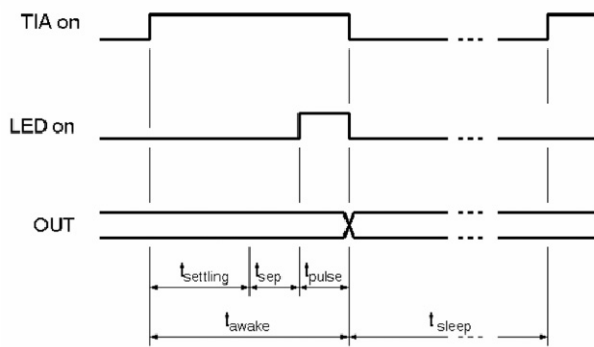 TIA on
LED on
OUT
tsettling tsep tpulse
tawake tsleep